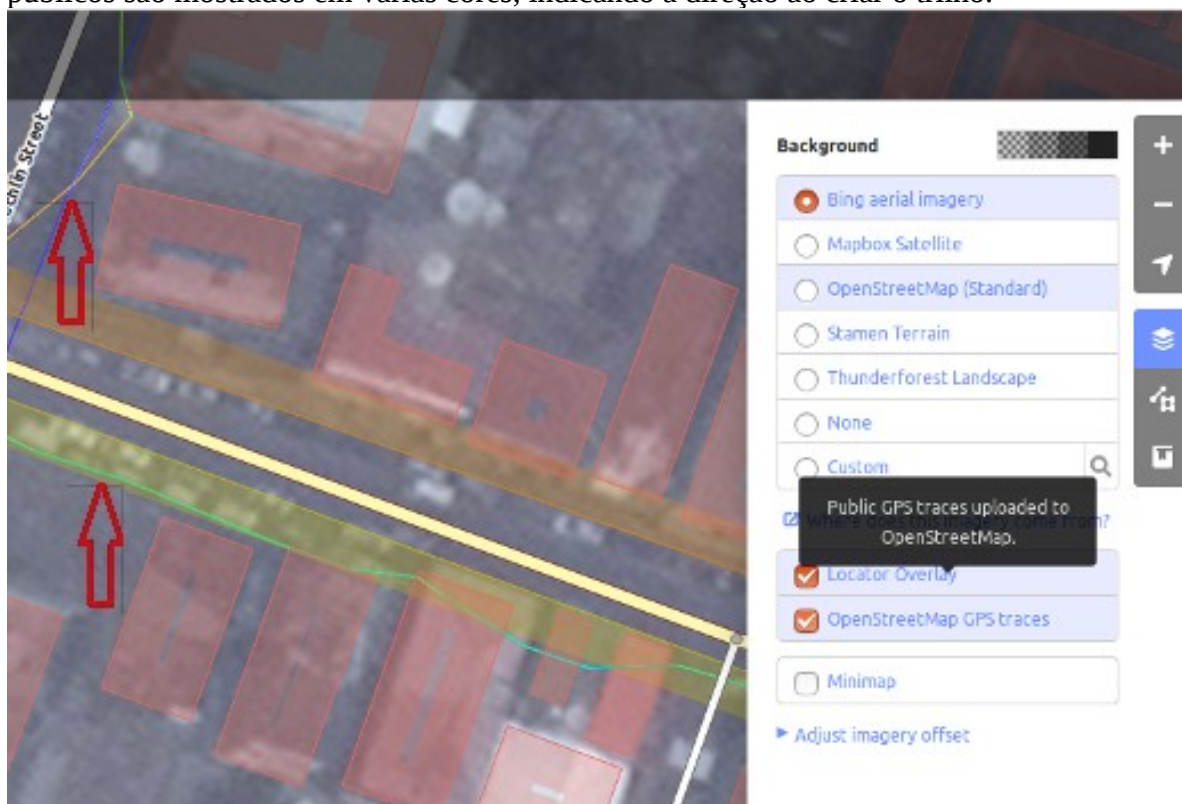 públicos são mostrados em várias cores, indicando a direção ao criar o trilho.
Street
Background
Bing aerial imagery
Mapbox Satellite
OpenStreetMap (Standard)
Stamen Terrain
Thunderforest Landscape
None
Custom
Public GPS traces uploaded to
OpenStreetMap.
Where does this imagery come from?
Locator Overlay
OpenStreetMap GPS traces
Minimap
Adjust imagery offset